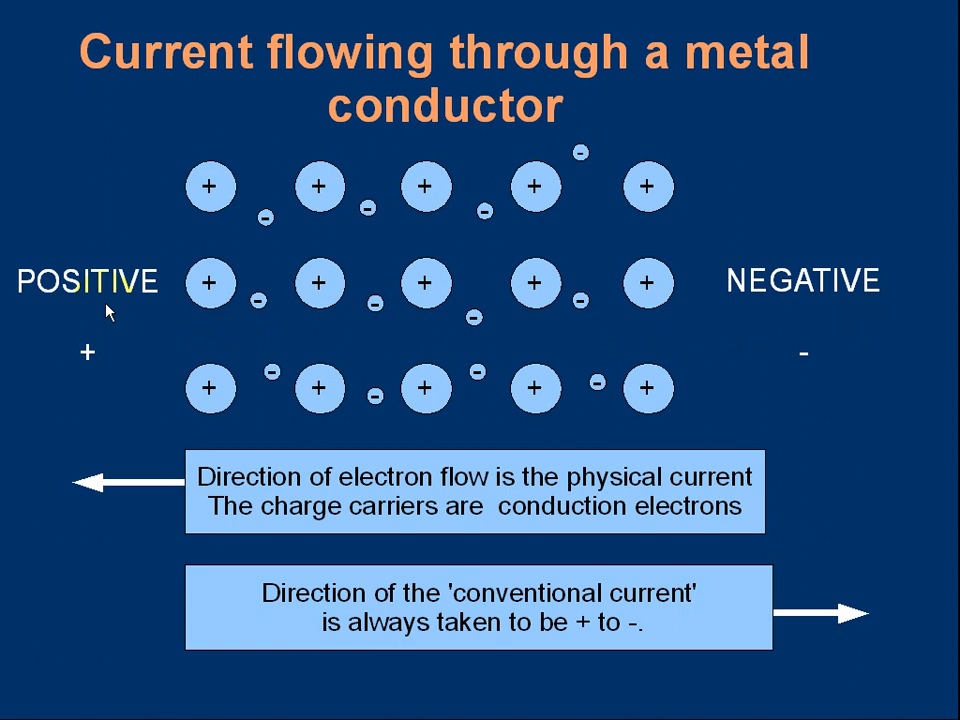 Current flowing through a metal
conductor
-
+ + + + +
- - -
POSITIVE + + + + + NEGATIVE
- - - -
+ -
- - -
+ + + + +
-
Direction of electron flow is the physical current
The charge carriers are conduction electrons
Direction of the 'conventional current'
is always taken to be + to -.